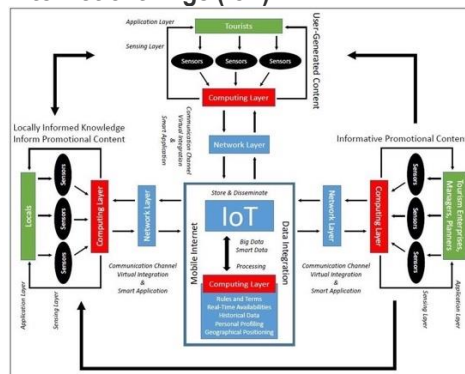 Application Layer
Tourists
Sensing Layer
Sensors
Sensors
Sensors
User-Generated Content
Computing Layer
Communication Channel
Virtual Integration
&
Smart Application
Network Layer
Locally Informed Knowledge
Inform Promotional Content
Informative Promotional Content
Locals
Sensors
Sensors
Sensors
Computing Layer
Network Layer
Application Layer
Sensing Layer
Communication Channel
Virtual Integration
&
Smart Application
Store & Disseminate
IoT
Mobile Internet
Data Integration
Big Data
Smart Data
Processing
Computing Layer
Rules and Terms
Real-Time Availabilities
Historical Data
Personal Profiling
Geographical Positioning
Network Layer
Communication Channel
Virtual Integration
&
Smart Application
Computing Layer
Sensors
Sensors
Sensors
Tourism Enterprises,
Managers, Planners
Sensing Layer
Application Layer